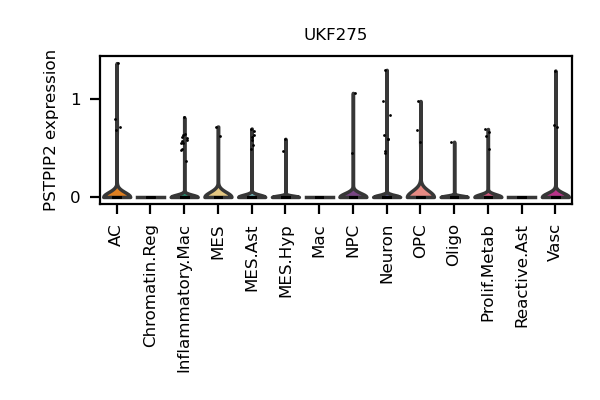 UKF275
PSTPIP2 expression
1
0
AC
Chromatin.Reg
Inflammatory.Mac
MES
MES.Ast
MES.Hyp
Mac
NPC
Neuron
OPC
Oligo
Prolif.Metab
Reactive.Ast
Vasc